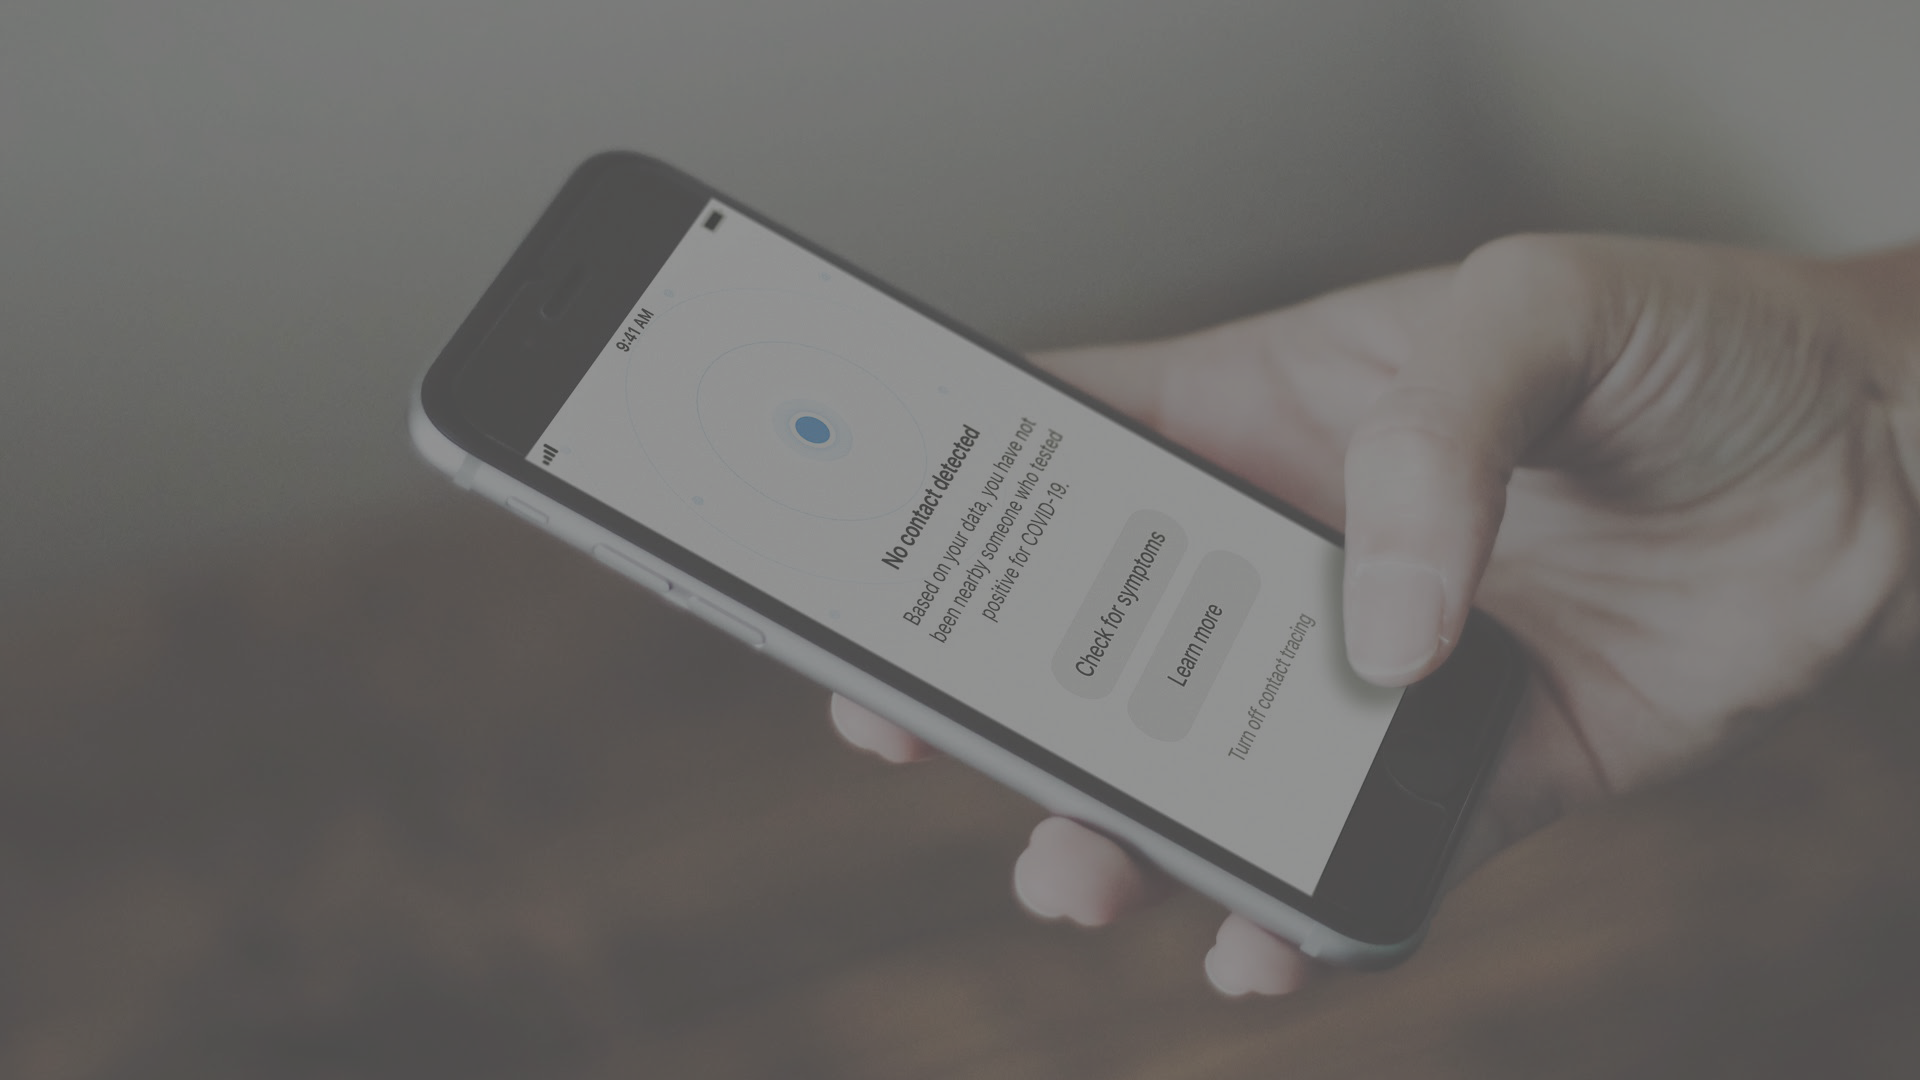 9:41 AM
No contact detected
Based on your data, you have not
been nearby someone who tested
positive for COVID-19.
Check for symptoms
Learn more
Turn off contact tracing